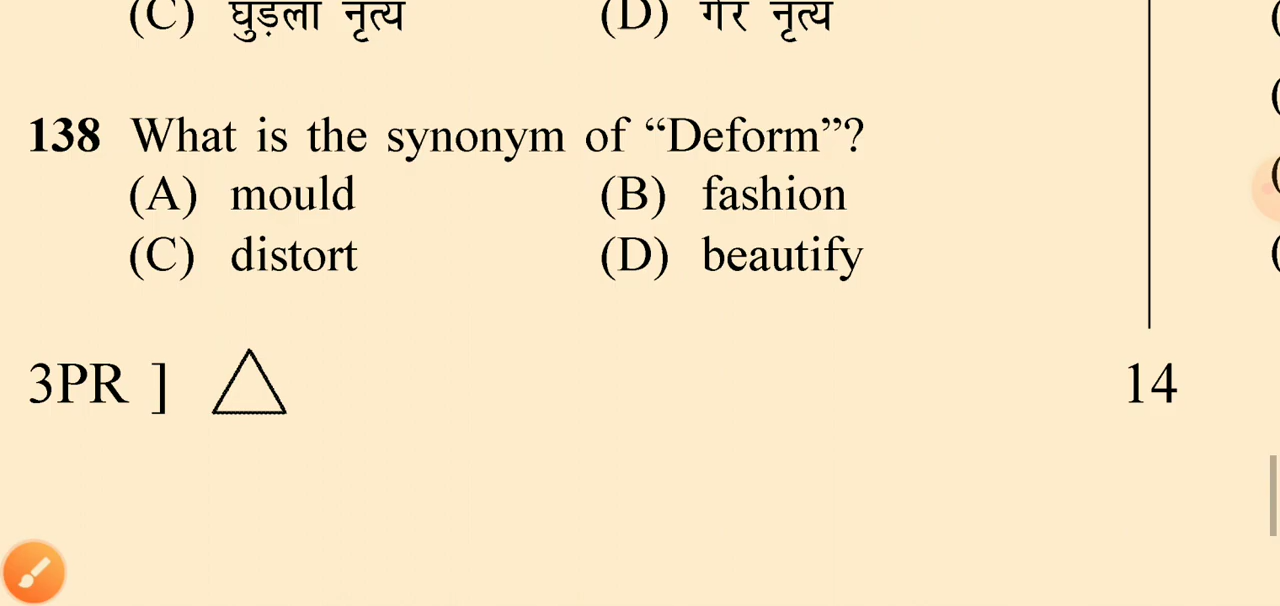 (C) घुड़ला नृत्य (D) गेर नृत्य
138 What is the synonym of “Deform”?
(A) mould (B) fashion
(C) distort (D) beautify
3PR ] 14